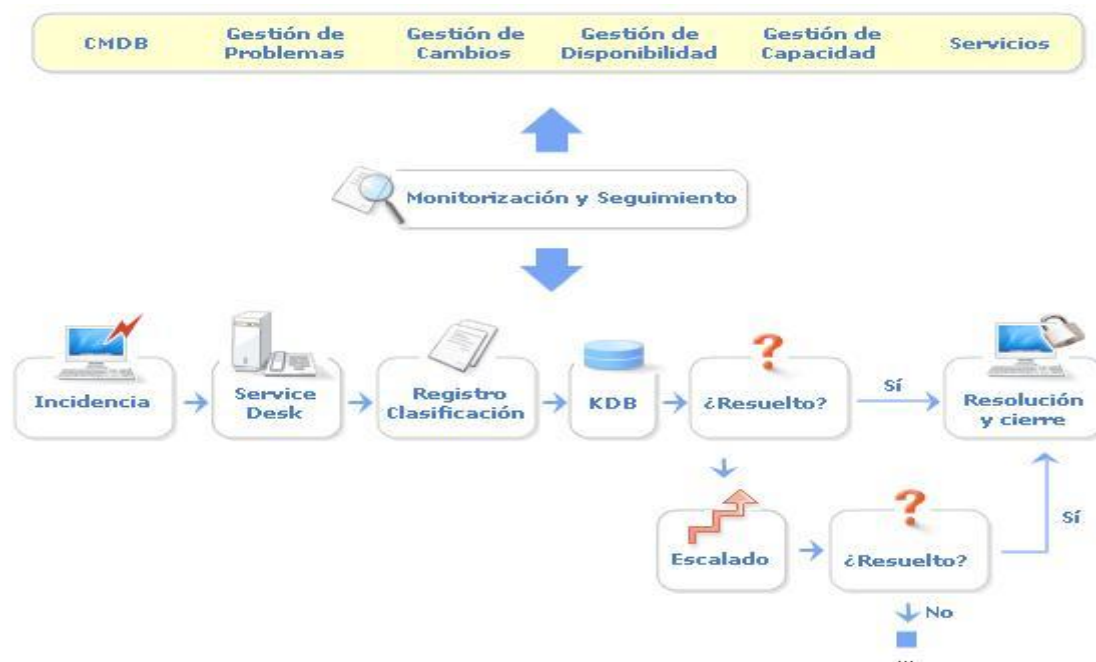 CMDB
Gestión de
Problemas
Gestión de
Cambios
Gestión de
Disponibilidad
Gestión de
Capacidad
Servicios
Monitorización y Seguimiento
Incidencia
Service
Desk
Registro
Clasificación
KDB
¿Resuelto?
Sí
Resolución
y cierre
Escalado
¿Resuelto?
Sí
No
...